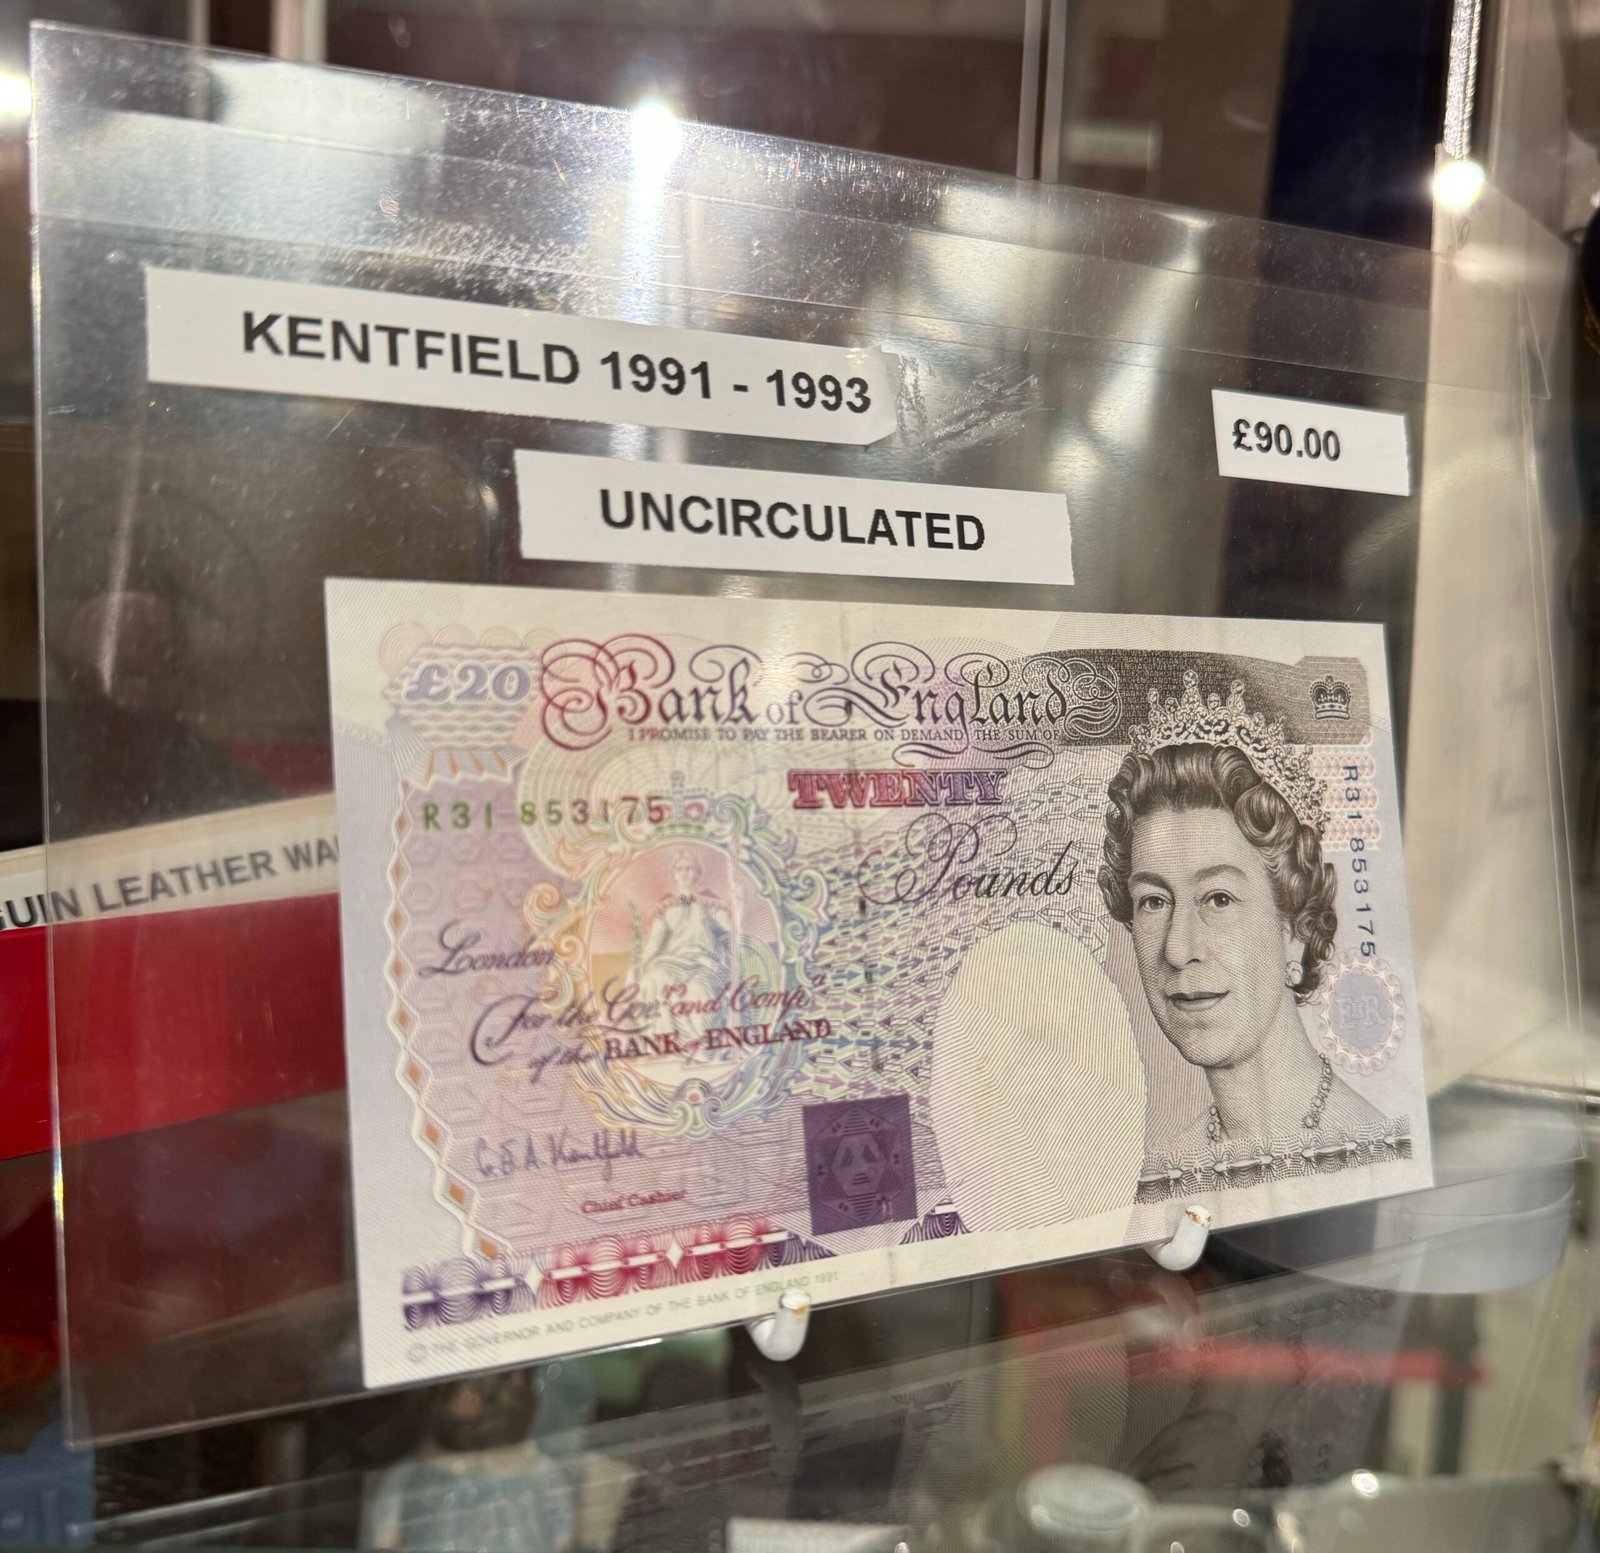 KENTFIELD 1991 - 1993
£90.00
UNCIRCULATED
£20
Bank of England
I PROMISE TO PAY THE BEARER ON DEMAND THE SUM OF
TWENTY
Pounds
R31 853175
R31 853175
London
For the Govr. and Compa.
of the BANK of ENGLAND
Chief Cashier
© THE GOVERNOR AND COMPANY OF THE BANK OF ENGLAND 1991
E R
GUIN LEATHER WA